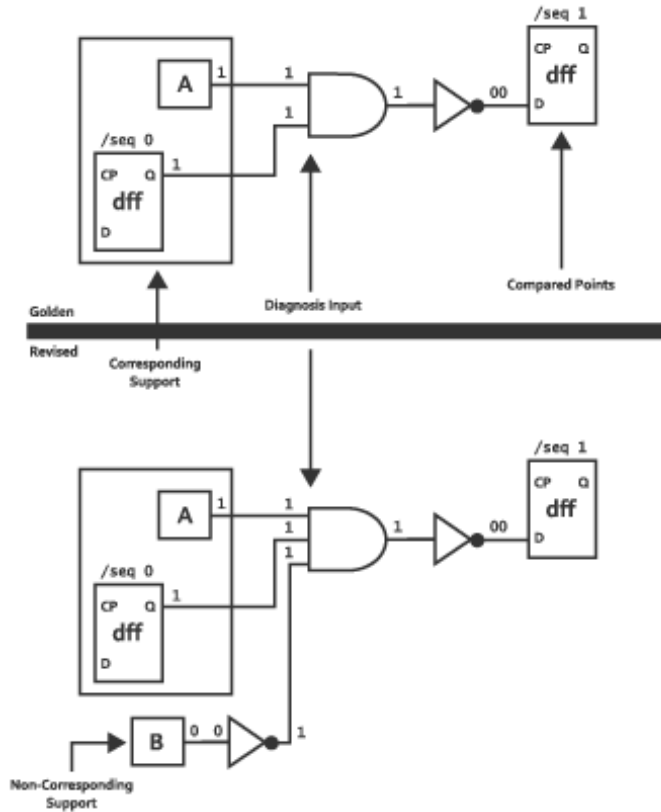 /seq 1
CP Q
dff
D
A 1 1 1 00
1
/seq 0
1
CP Q
dff
D
Diagnosis Input
Compared Points
Golden
Revised
Corresponding
Support
/seq 1
CP Q
dff
D
A 1 1 1 00
1
1
/seq 0
1
CP Q
dff
D
B 0 0 1
Non-Corresponding
Support